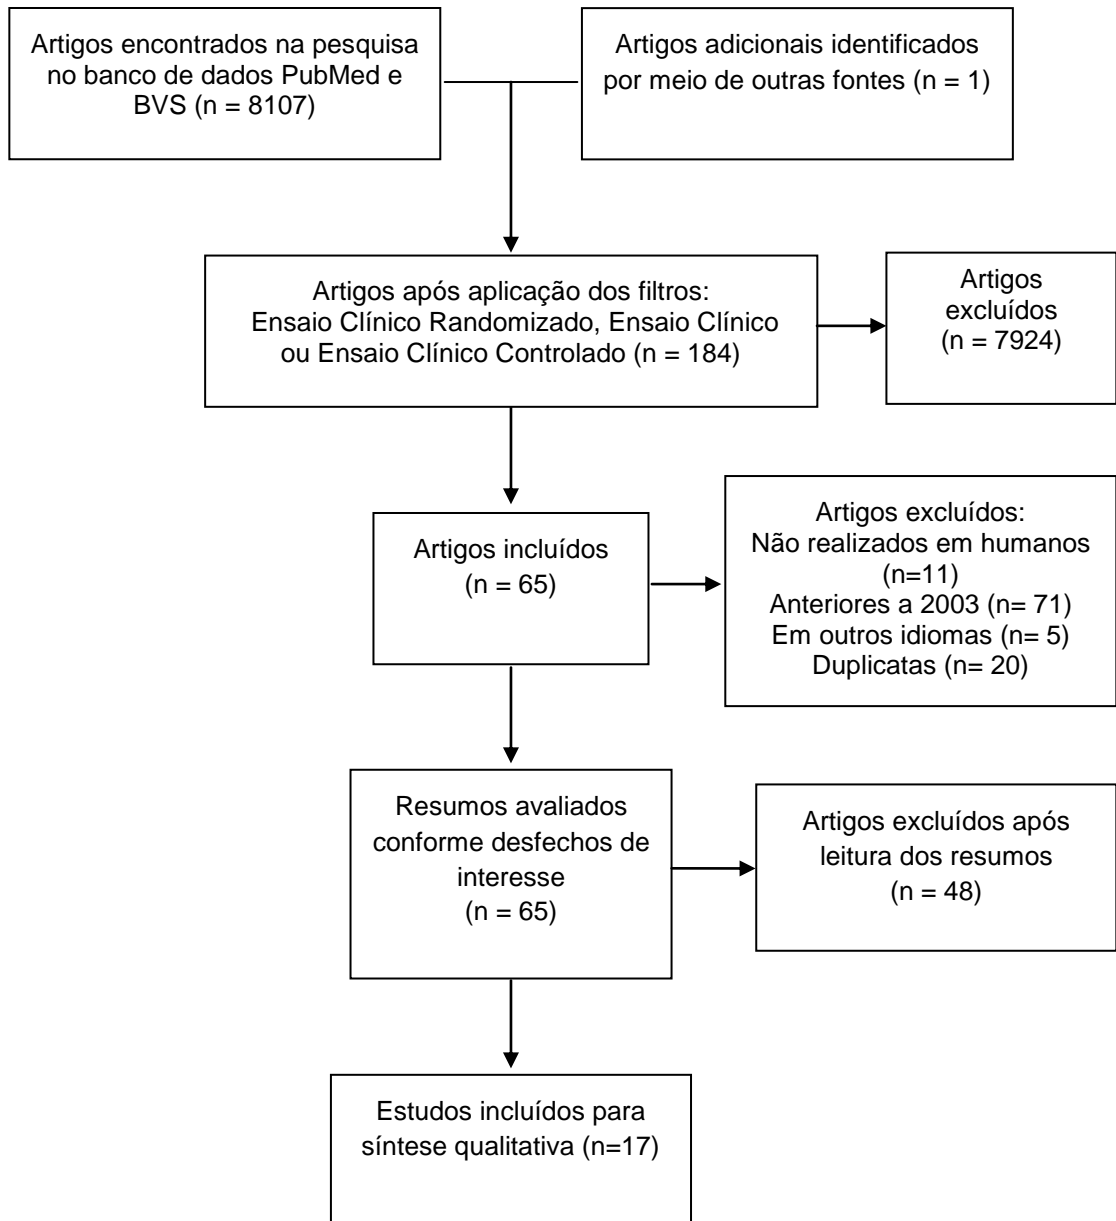 Artigos encontrados na pesquisa
no banco de dados PubMed e
BVS (n = 8107)
Artigos adicionais identificados
por meio de outras fontes (n = 1)
Artigos após aplicação dos filtros:
Ensaio Clínico Randomizado, Ensaio Clínico
ou Ensaio Clínico Controlado (n = 184)
Artigos
excluídos
(n = 7924)
Artigos incluídos
(n = 65)
Artigos excluídos:
Não realizados em humanos
(n=11)
Anteriores a 2003 (n= 71)
Em outros idiomas (n= 5)
Duplicatas (n= 20)
Resumos avaliados
conforme desfechos de
interesse
(n = 65)
Artigos excluídos após
leitura dos resumos
(n = 48)
Estudos incluídos para
síntese qualitativa (n=17)